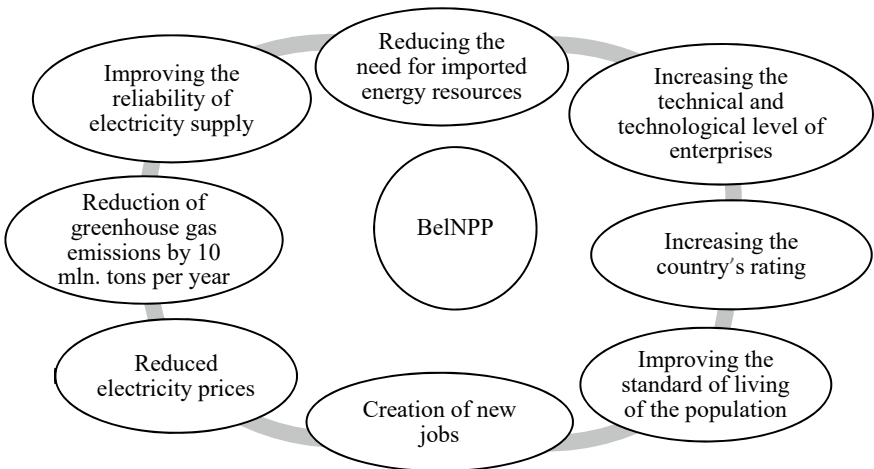 Reducing the
need for imported
energy resources
Increasing the
technical and
technological level of
enterprises
Increasing the
country′s rating
Improving the
standard of living
of the population
Creation of new
jobs
Reduced
electricity prices
Reduction of
greenhouse gas
emissions by 10
mln. tons per year
Improving the
reliability of
electricity supply
BelNPP